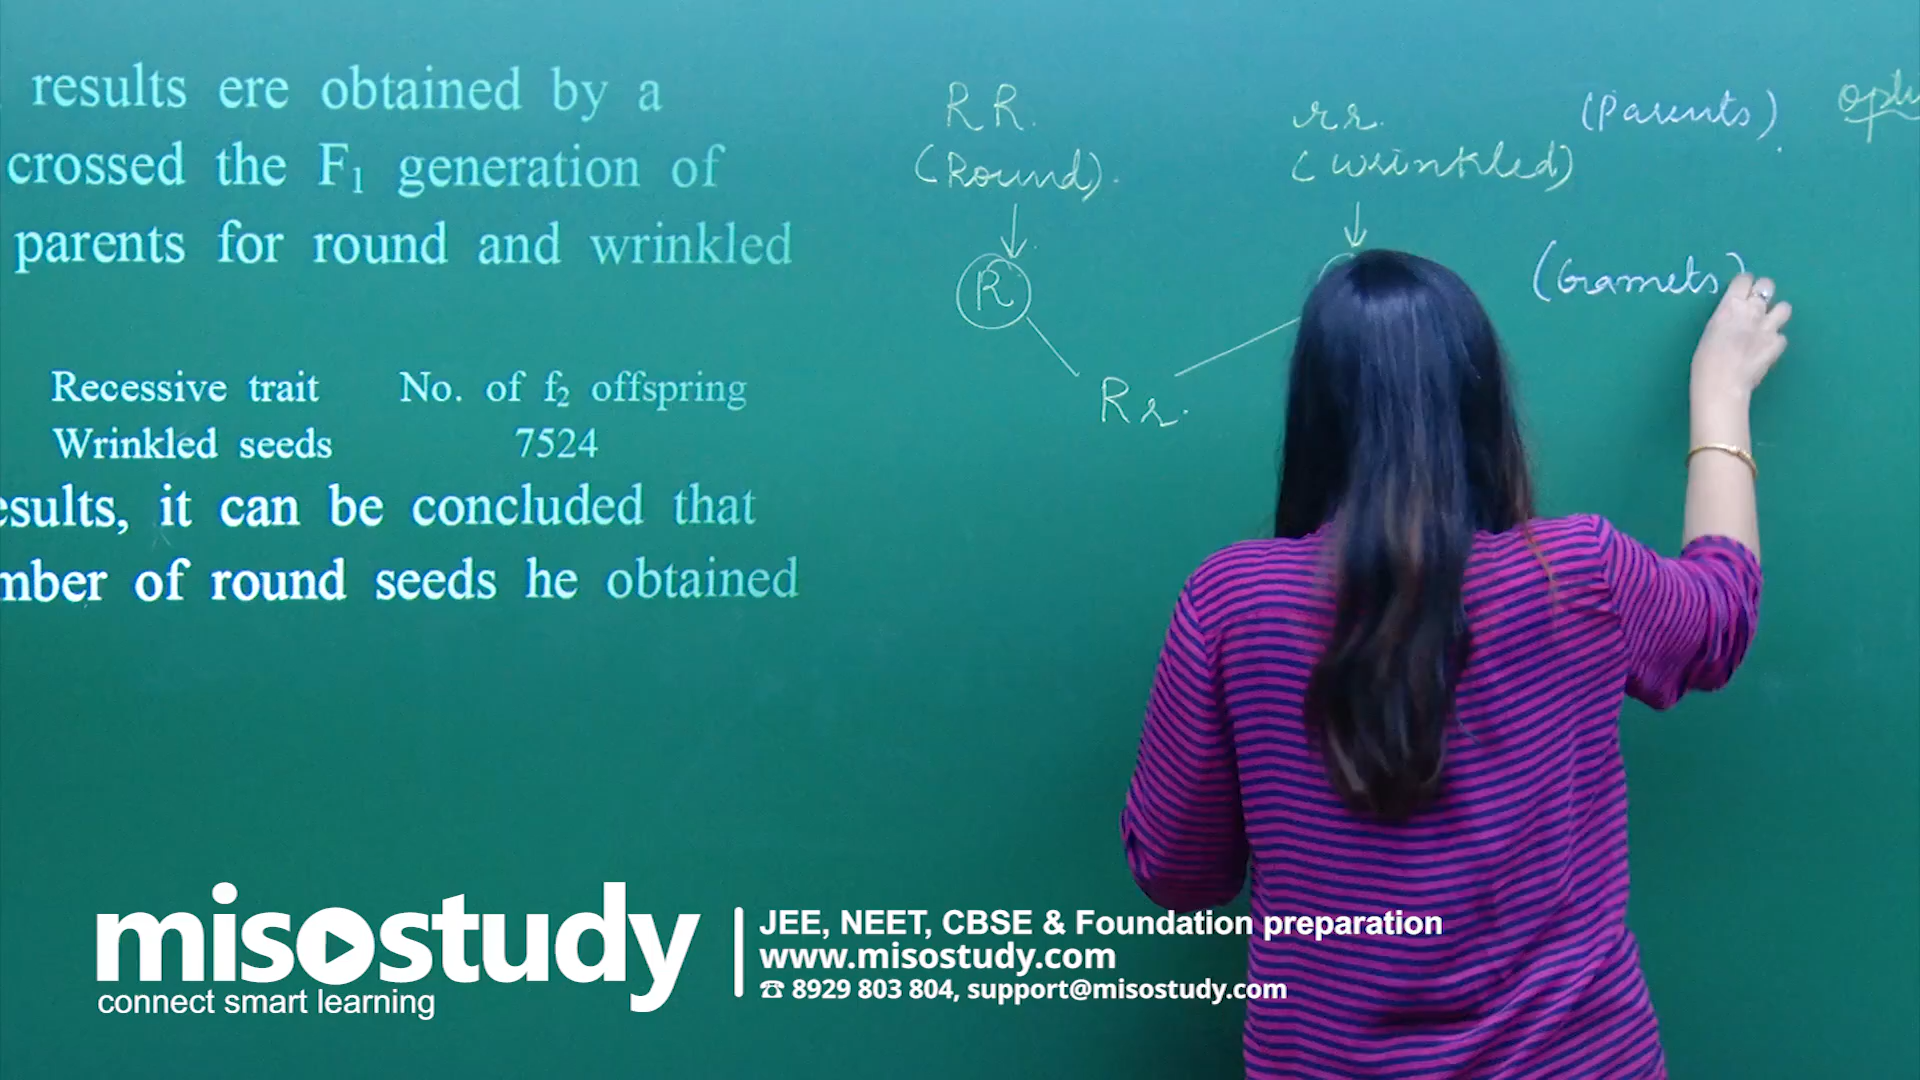 results ere obtained by a
crossed the F₁ generation of
parents for round and wrinkled
Recessive trait No. of f₂ offspring
Wrinkled seeds 7524
esults, it can be concluded that
mber of round seeds he obtained
RR.
(Round).
rr.
(wrinkled)
(Parents).
R
(Gamets)
Rr.
misostudy
connect smart learning
JEE, NEET, CBSE & Foundation preparation
www.misostudy.com
☎ 8929 803 804, support@misostudy.com